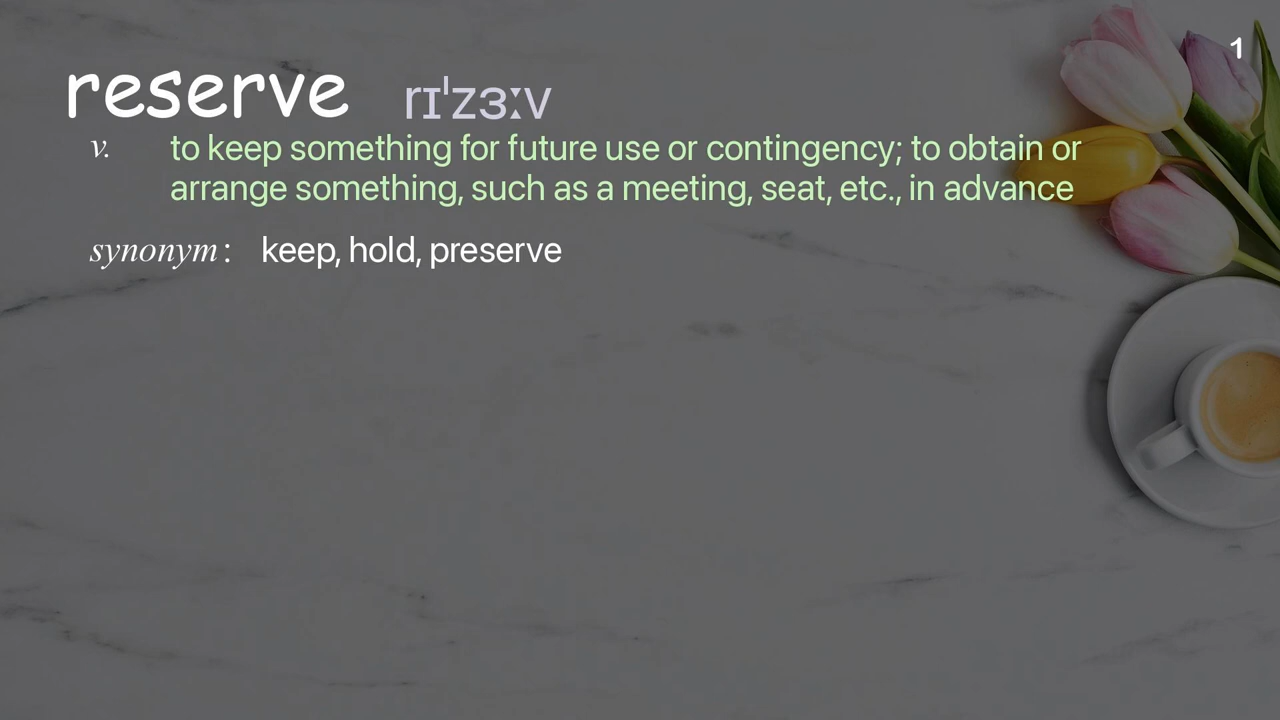 1
reserve rɪˈzɜːv
v. to keep something for future use or contingency; to obtain or
arrange something, such as a meeting, seat, etc., in advance
synonym: keep, hold, preserve